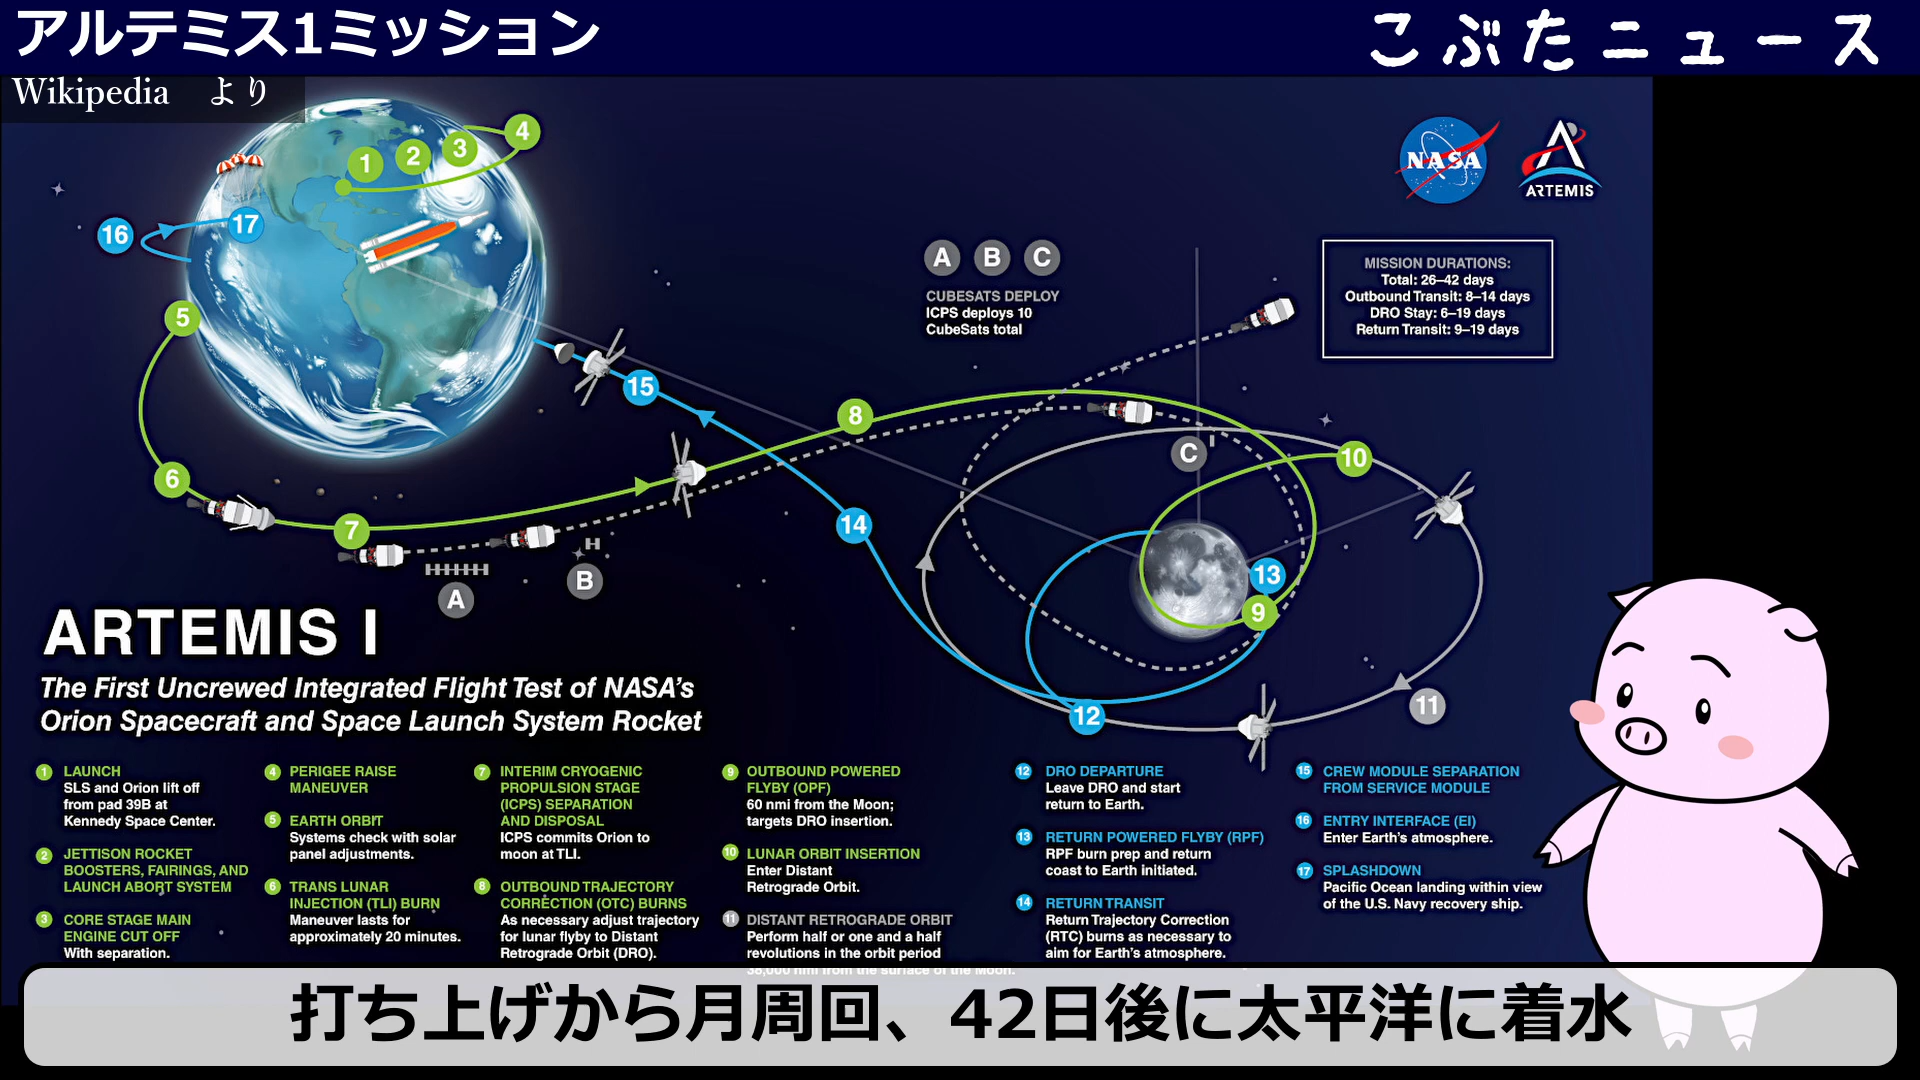 アルテミス1ミッション
こぶたニュース
Wikipedia より
1
2
3
4
16
17
5
6
7
8
15
14
A
B
A B C
CUBESATS DEPLOY
ICPS deploys 10
CubeSats total
NASA
ARTEMIS
MISSION DURATIONS:
Total: 26–42 days
Outbound Transit: 8–14 days
DRO Stay: 6–19 days
Return Transit: 9–19 days
C
10
13
9
11
12
ARTEMIS I
The First Uncrewed Integrated Flight Test of NASA's
Orion Spacecraft and Space Launch System Rocket
1 LAUNCH
SLS and Orion lift off
from pad 39B at
Kennedy Space Center.
2 JETTISON ROCKET
BOOSTERS, FAIRINGS, AND
LAUNCH ABORT SYSTEM
3 CORE STAGE MAIN
ENGINE CUT OFF
With separation.
4 PERIGEE RAISE
MANEUVER
5 EARTH ORBIT
Systems check with solar
panel adjustments.
6 TRANS LUNAR
INJECTION (TLI) BURN
Maneuver lasts for
approximately 20 minutes.
7 INTERIM CRYOGENIC
PROPULSION STAGE
(ICPS) SEPARATION
AND DISPOSAL
ICPS commits Orion to
moon at TLI.
8 OUTBOUND TRAJECTORY
CORRECTION (OTC) BURNS
As necessary adjust trajectory
for lunar flyby to Distant
Retrograde Orbit (DRO).
9 OUTBOUND POWERED
FLYBY (OPF)
60 nmi from the Moon;
targets DRO insertion.
10 LUNAR ORBIT INSERTION
Enter Distant
Retrograde Orbit.
11 DISTANT RETROGRADE ORBIT
Perform half or one and a half
revolutions in the orbit period
38,000 nmi from the surface of the Moon.
12 DRO DEPARTURE
Leave DRO and start
return to Earth.
13 RETURN POWERED FLYBY (RPF)
RPF burn prep and return
coast to Earth initiated.
14 RETURN TRANSIT
Return Trajectory Correction
(RTC) burns as necessary to
aim for Earth's atmosphere.
15 CREW MODULE SEPARATION
FROM SERVICE MODULE
16 ENTRY INTERFACE (EI)
Enter Earth's atmosphere.
17 SPLASHDOWN
Pacific Ocean landing within view
of the U.S. Navy recovery ship.
打ち上げから月周回、42日後に太平洋に着水